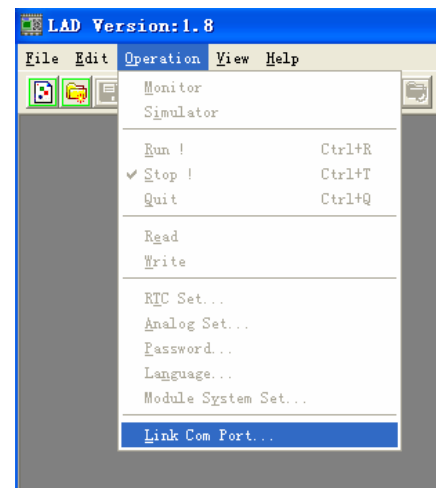 LAD Version:1.8
File Edit Operation View Help
Monitor
Simulator
Run ! Ctrl+R
Stop ! Ctrl+T
Quit Ctrl+Q
Read
Write
RTC Set...
Analog Set...
Password...
Language...
Module System Set...
Link Com Port...